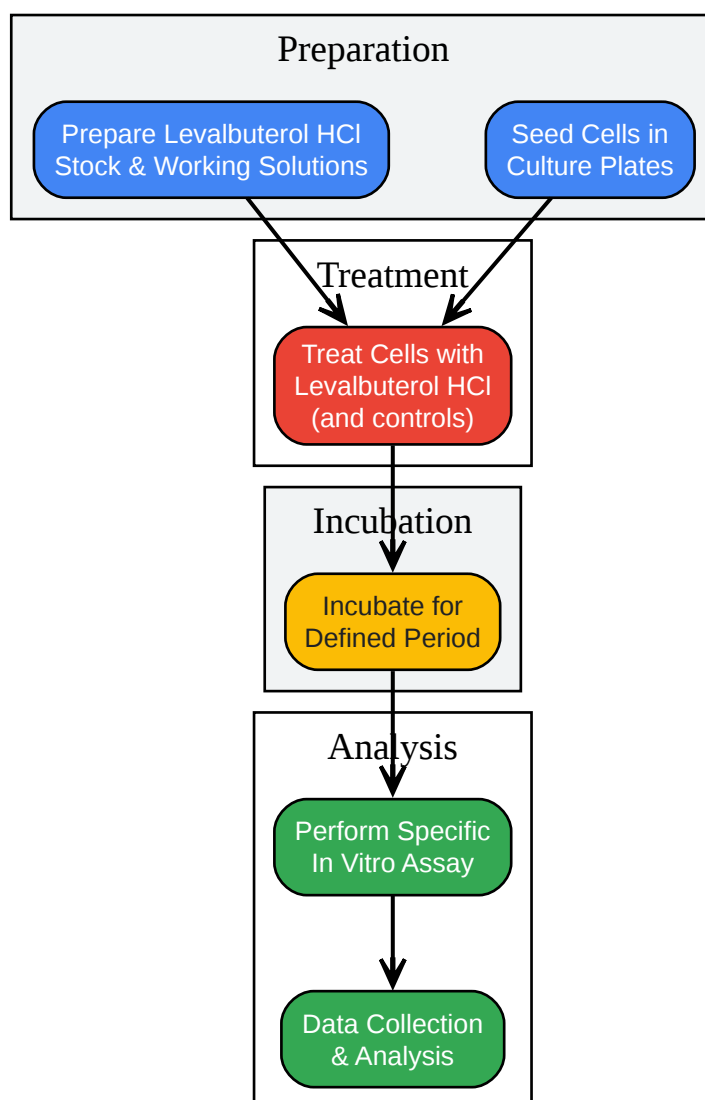 Preparation
Prepare Levalbuterol HCl
Stock & Working Solutions
Seed Cells in
Culture Plates
Treatment
Treat Cells with
Levalbuterol HCl
(and controls)
Incubation
Incubate for
Defined Period
Analysis
Perform Specific
In Vitro Assay
Data Collection
& Analysis